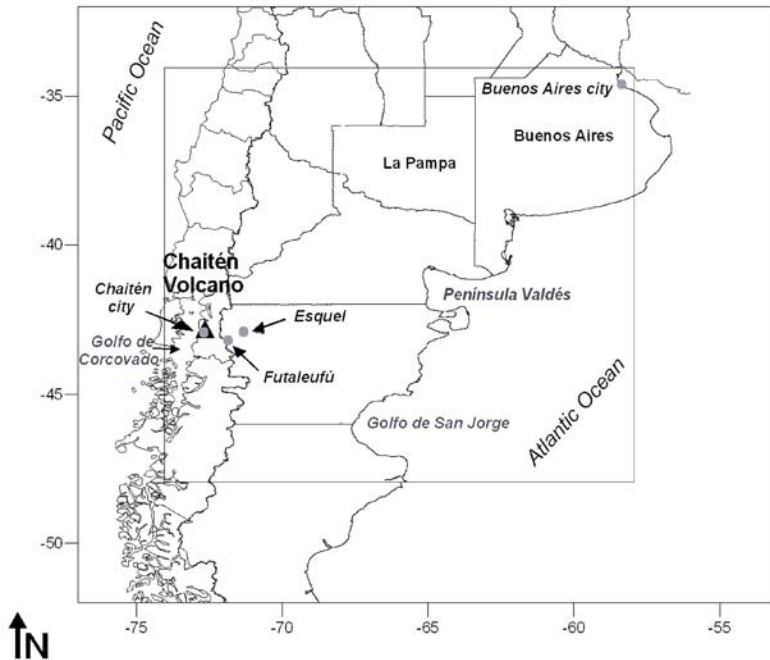 Pacific Ocean
-35
Buenos Aires city
Buenos Aires
La Pampa
-40
Chaitén
Volcano
Chaitén
city
Península Valdés
Esquel
Golfo de
Corcovado
Futaleufú
-45
Golfo de San Jorge
Atlantic Ocean
-50
N
-75
-70
-65
-60
-55